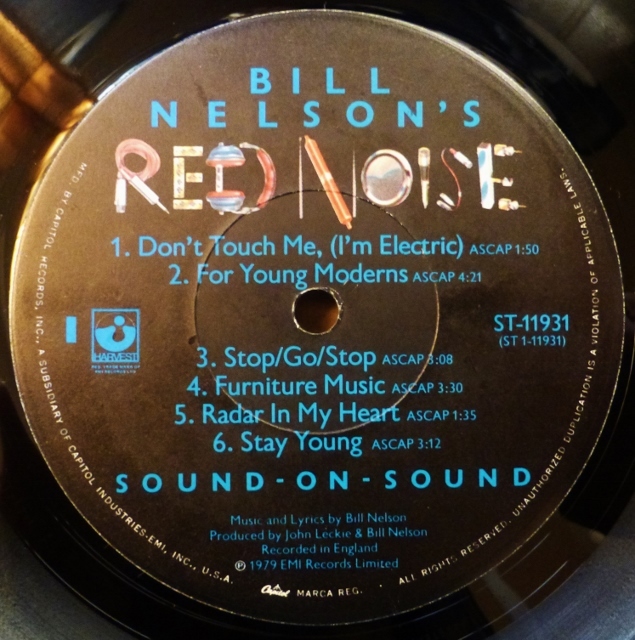 BILL
NELSON'S
RED NOISE
1. Don't Touch Me, (I'm Electric) ASCAP 1:50
2. For Young Moderns ASCAP 4:21
1
HARVEST
ST-11931
(ST 1-11931)
3. Stop/Go/Stop ASCAP 3:08
4. Furniture Music ASCAP 3:30
5. Radar In My Heart ASCAP 1:35
6. Stay Young ASCAP 3:12
SOUND-ON-SOUND
Music and Lyrics by Bill Nelson
Produced by John Leckie & Bill Nelson
Recorded in England
℗ 1979 EMI Records Limited
MFD BY CAPITOL RECORDS, INC., A SUBSIDIARY OF CAPITOL INDUSTRIES-EMI, INC., U.S.A.
Capitol MARCA REG. · ALL RIGHTS RESERVED. UNAUTHORIZED DUPLICATION IS A VIOLATION OF APPLICABLE LAWS.